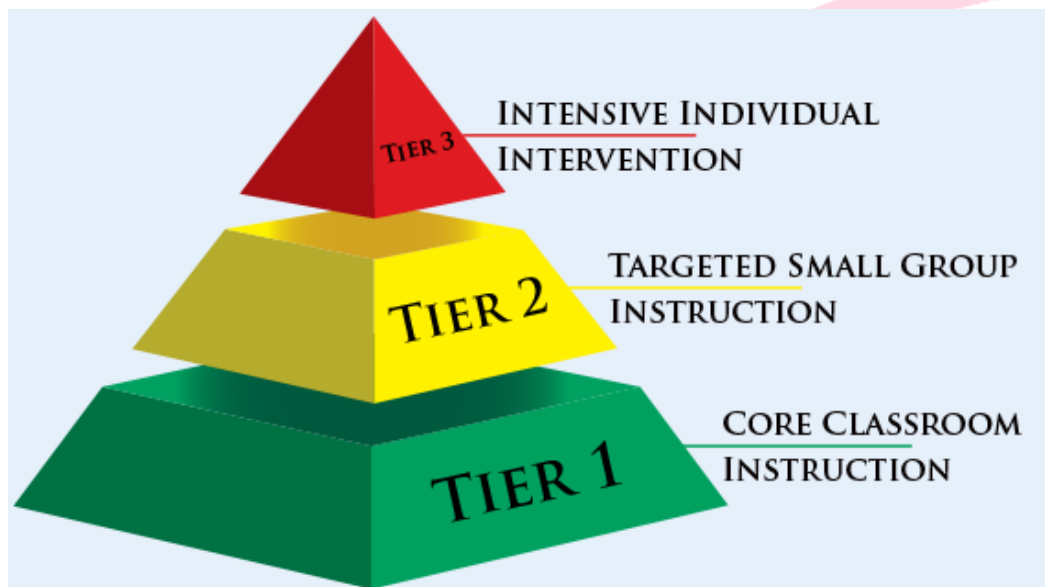 Tier 3
Intensive Individual
Intervention
Tier 2
Targeted Small Group
Instruction
Tier 1
Core Classroom
Instruction